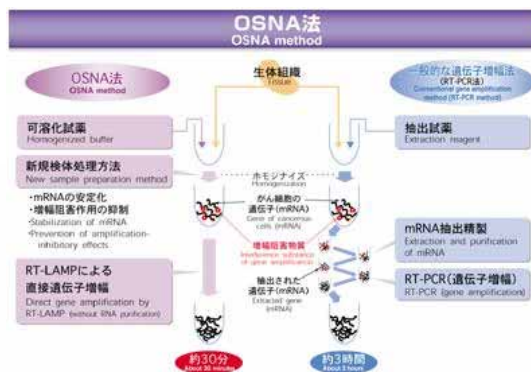 OSNA法
OSNA method
OSNA法
OSNA method
生体組織
Tissue
一般的な遺伝子増幅法
(RT-PCR法)
Conventional gene amplification
method (RT-PCR method)
可溶化試薬
Homogenized buffer
抽出試薬
Extraction reagent
新規検体処理方法
New sample preparation method
・mRNAの安定化
・増幅阻害作用の抑制
・Stabilization of mRNA
・Prevention of amplification-
inhibitory effects
ホモジナイズ
Homogenization
がん細胞の
遺伝子(mRNA)
Gene of cancerous
cells (mRNA)
増幅阻害物質
Interference substance
of gene amplification
mRNA抽出精製
Extraction and purification
of mRNA
RT-LAMPによる
直接遺伝子増幅
Direct gene amplification by
RT-LAMP (without RNA purification)
抽出された
遺伝子(mRNA)
Extracted gene
(mRNA)
RT-PCR(遺伝子増幅)
RT-PCR (gene amplification)
約30分
About 30 minutes
約3時間
About 3 hours